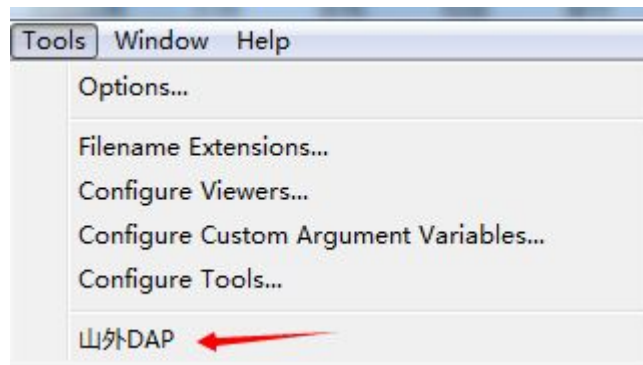 Tools Window Help
Options...
Filename Extensions...
Configure Viewers...
Configure Custom Argument Variables...
Configure Tools...
山外DAP